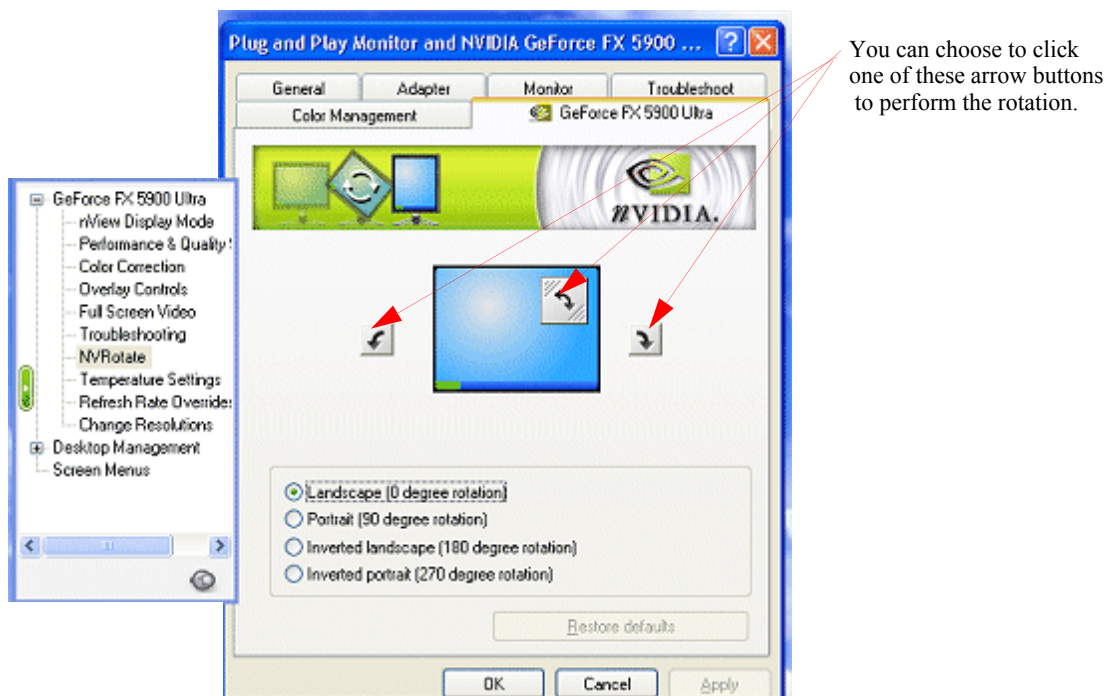 Plug and Play Monitor and NVIDIA GeForce FX 5900 ...
You can choose to click
one of these arrow buttons
to perform the rotation.
General
Adapter
Monitor
Troubleshoot
Color Management
GeForce FX 5900 Ultra
nVIDIA.
GeForce FX 5900 Ultra
nView Display Mode
Performance & Quality S
Color Correction
Overlay Controls
Full Screen Video
Troubleshooting
NVRotate
Temperature Settings
Refresh Rate Overrides
Change Resolutions
Desktop Management
Screen Menus
Landscape (0 degree rotation)
Portrait (90 degree rotation)
Inverted landscape (180 degree rotation)
Inverted portrait (270 degree rotation)
Restore defaults
OK
Cancel
Apply